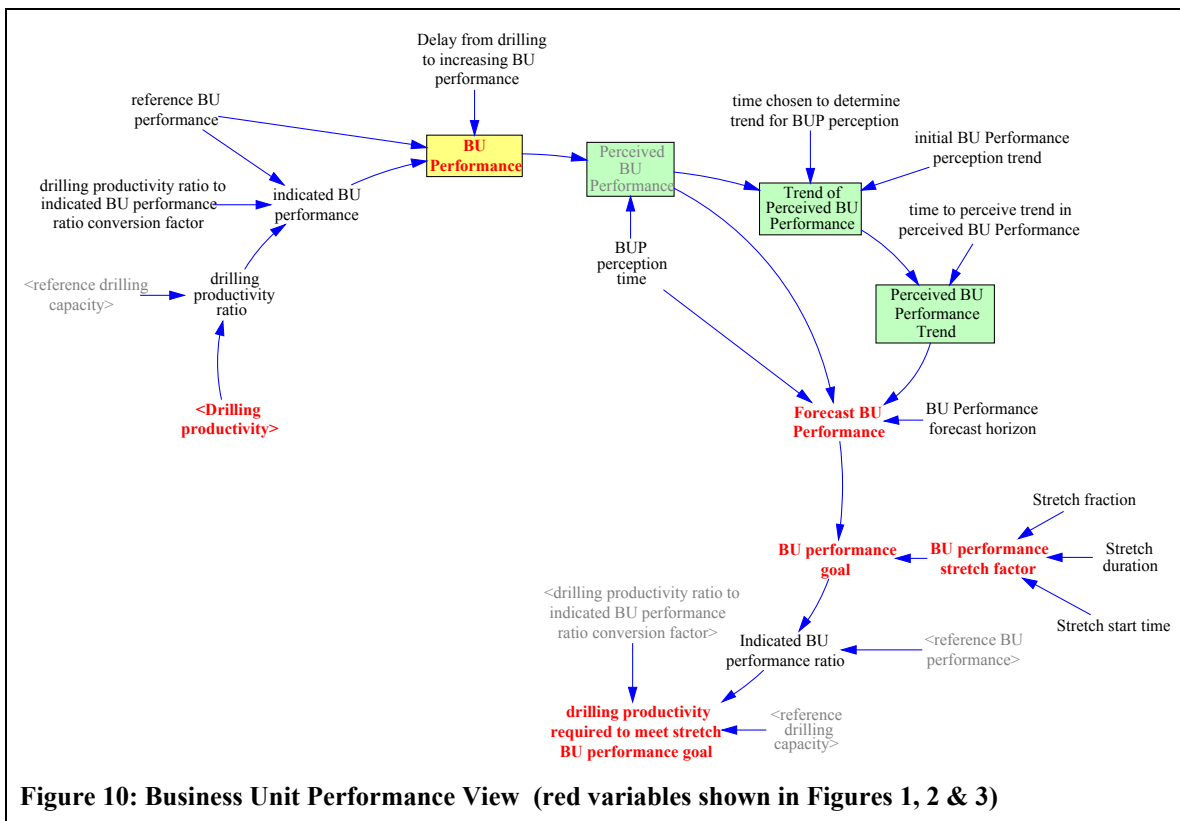 Delay from drilling
to increasing BU
performance
reference BU
performance
time chosen to determine
trend for BUP perception
initial BU Performance
perception trend
BU
Performance
Perceived
BU
Performance
drilling productivity ratio to
indicated BU performance
ratio conversion factor
indicated BU
performance
Trend of
Perceived BU
Performance
time to perceive trend in
perceived BU Performance
BUP
perception
time
<reference drilling
capacity>
drilling
productivity
ratio
Perceived BU
Performance
Trend
<Drilling
productivity>
Forecast BU
Performance
BU Performance
forecast horizon
Stretch fraction
BU performance
goal
BU performance
stretch factor
Stretch
duration
Stretch start time
<drilling productivity ratio to
indicated BU performance
ratio conversion factor>
Indicated BU
performance ratio
<reference BU
performance>
drilling productivity
required to meet stretch
BU performance goal
<reference
drilling
capacity>
Figure 10: Business Unit Performance View (red variables shown in Figures 1, 2 & 3)